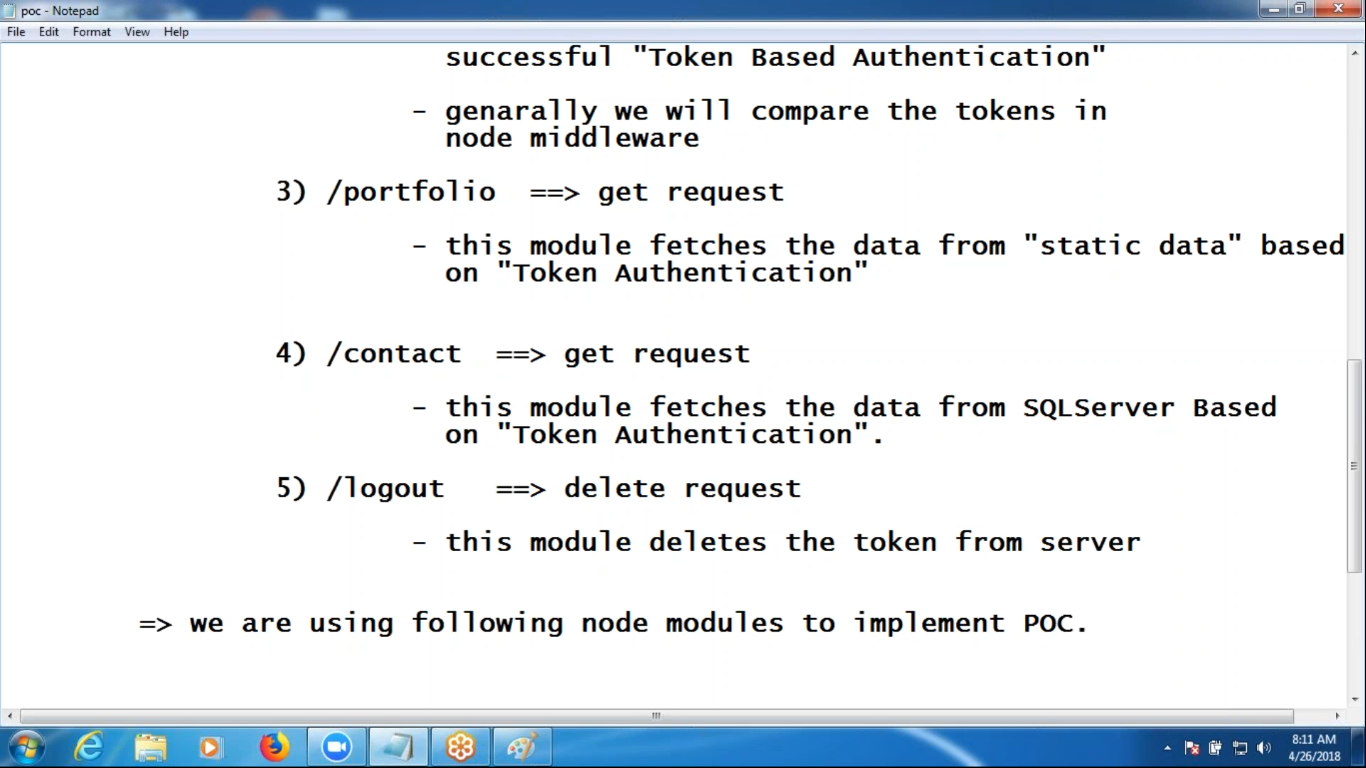 poc - Notepad
File Edit Format View Help
successful "Token Based Authentication"
- genarally we will compare the tokens in
node middleware
3) /portfolio ==> get request
- this module fetches the data from "static data" based
on "Token Authentication"
4) /contact ==> get request
- this module fetches the data from SQLServer Based
on "Token Authentication".
5) /logout ==> delete request
- this module deletes the token from server
=> we are using following node modules to implement POC.
8:11 AM
4/26/2018